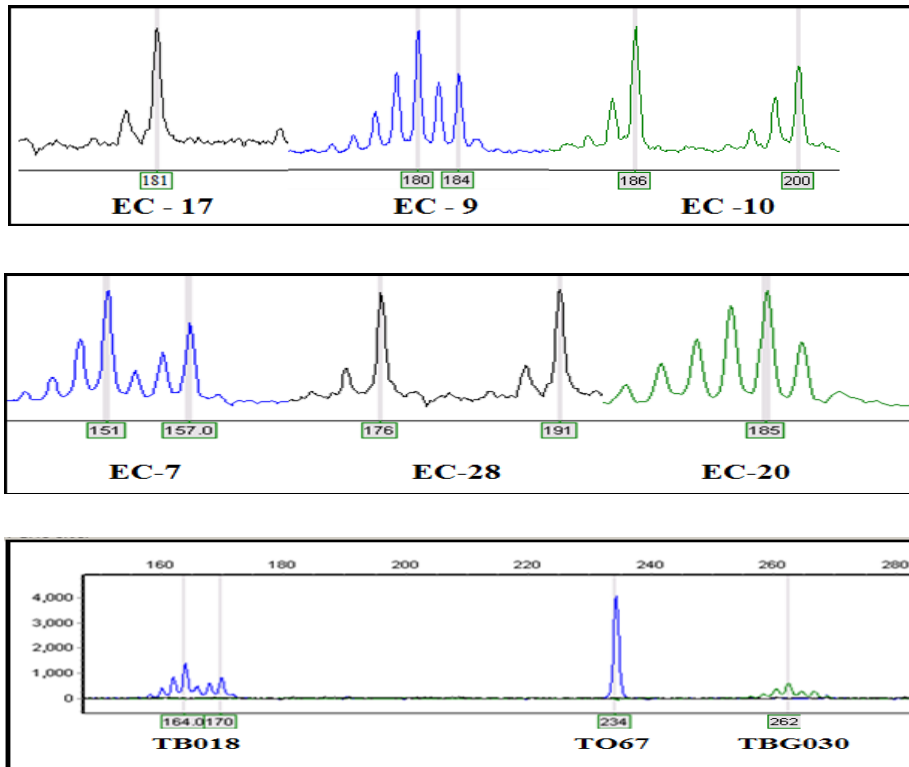 181 180 184 186 200
EC - 17 EC - 9 EC -10
151 157.0 176 191 185
EC-7 EC-28 EC-20
160 180 200 220 240 260 280
4,000
3,000
2,000
1,000
0
164.0 170 234 262
TB018 TO67 TBG030